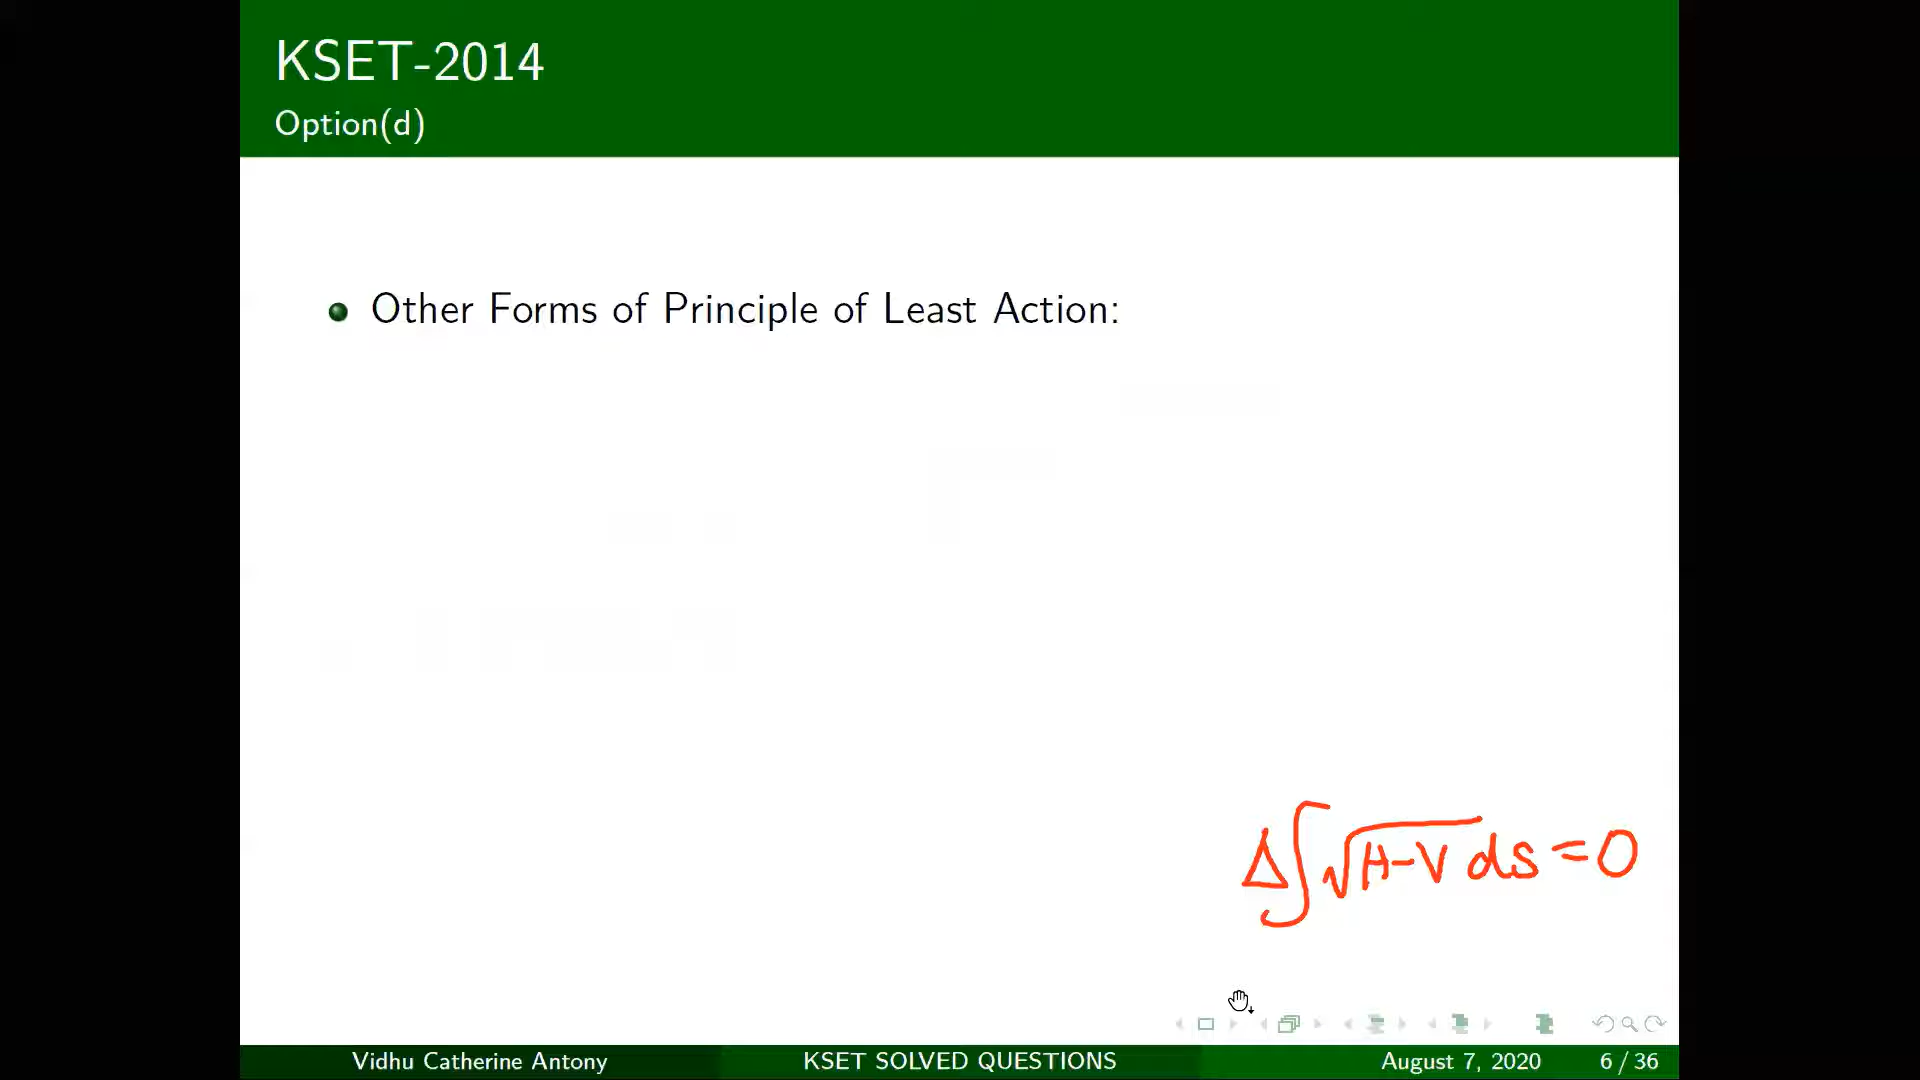 KSET-2014
Option(d)
Other Forms of Principle of Least Action:
Δ∫√H-V ds = 0
Vidhu Catherine Antony KSET SOLVED QUESTIONS August 7, 2020 6 / 36